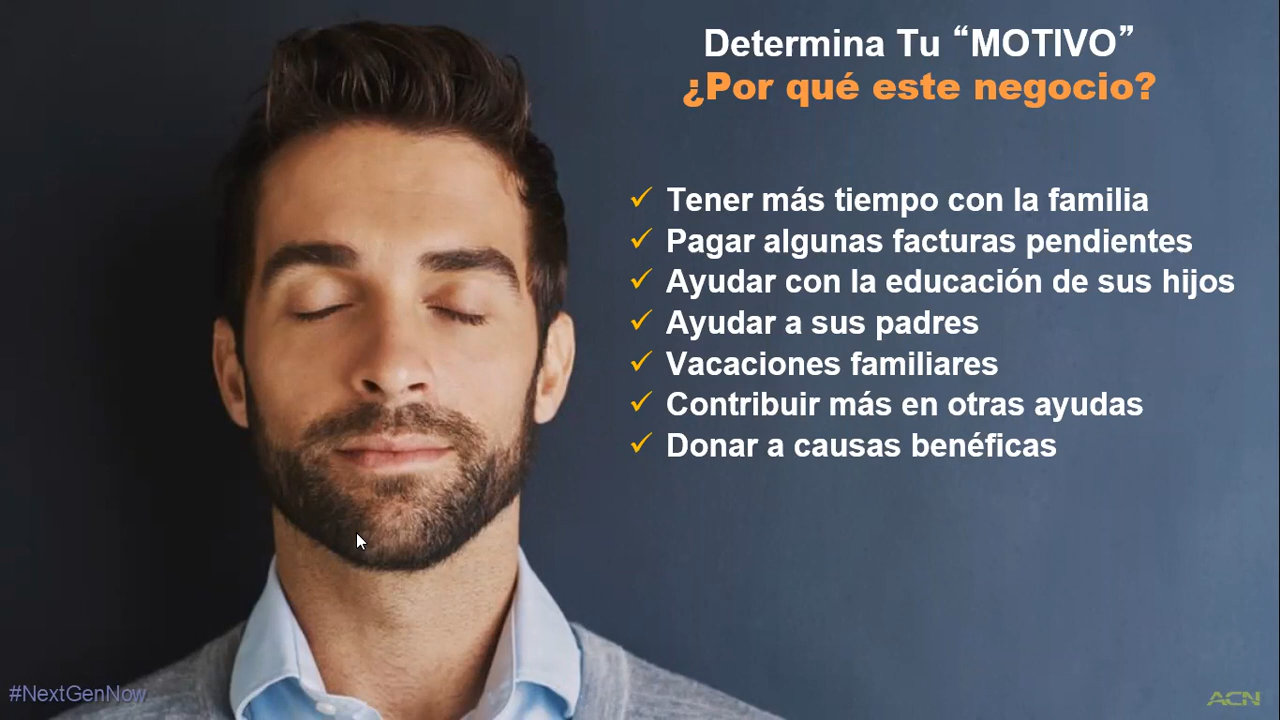 Determina Tu “MOTIVO”
¿Por qué este negocio?
✓ Tener más tiempo con la familia
✓ Pagar algunas facturas pendientes
✓ Ayudar con la educación de sus hijos
✓ Ayudar a sus padres
✓ Vacaciones familiares
✓ Contribuir más en otras ayudas
✓ Donar a causas benéficas
#NextGenNow
ACN